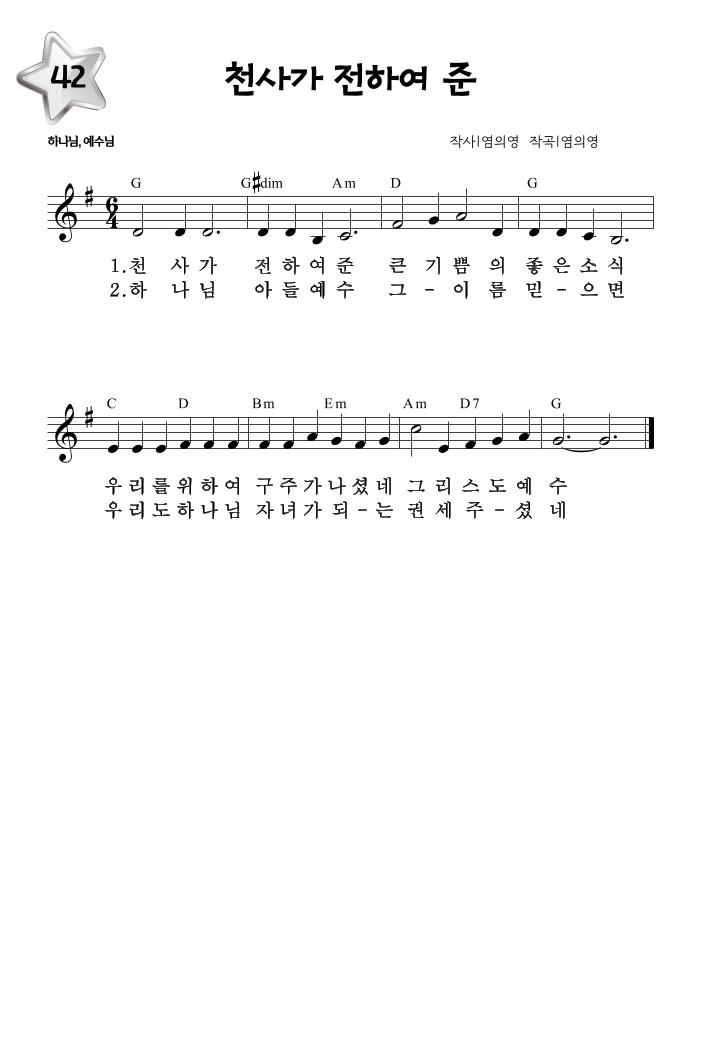 42
천사가 전하여 준
하나님, 예수님
작사|염의영 작곡|염의영
G G#dim Am D G
6
4
1.천 사 가 전 하 여 준 큰 기 쁨 의 좋 은 소 식
2.하 나 님 아 들 예 수 그 - 이 름 믿 - 으 면
C D Bm Em Am D7 G
우 리 를 위 하 여 구 주 가 나 셨 네 그 리 스 도 예 수
우 리 도 하 나 님 자 녀 가 되 - 는 권 세 주 - 셨 네